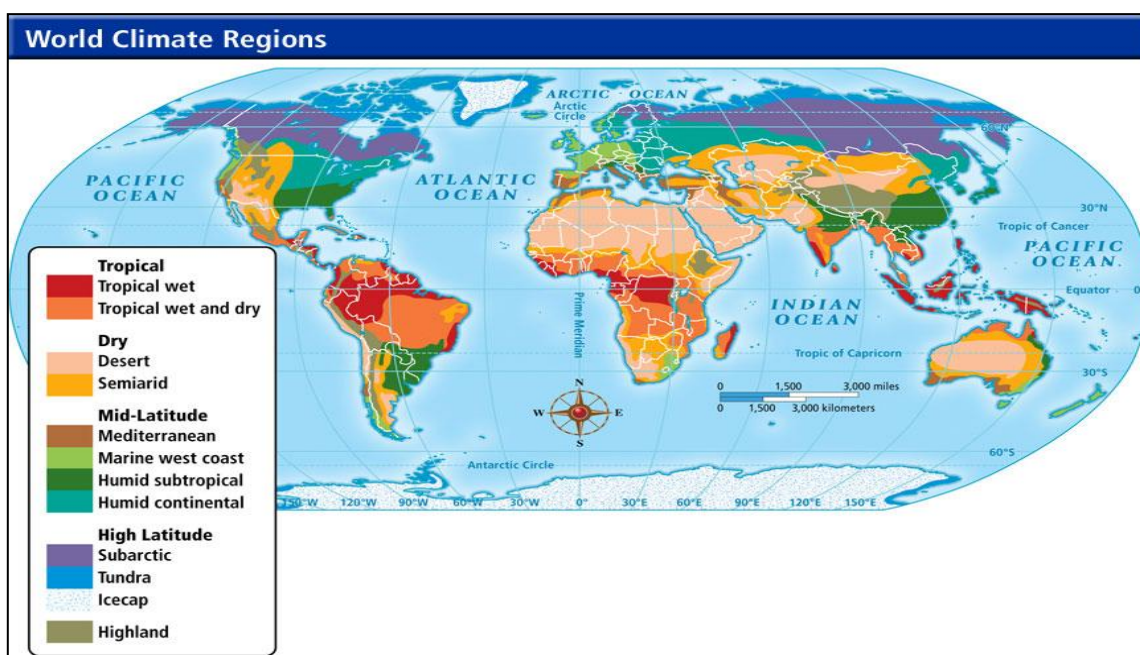 World Climate Regions
ARCTIC OCEAN
Arctic
Circle
60°N
PACIFIC
OCEAN
ATLANTIC
OCEAN
30°N
Tropic of Cancer
PACIFIC
OCEAN
Equator 0
INDIAN
OCEAN
Prime Meridian
Tropic of Capricorn
30°S
N
W E
S
0 1,500 3,000 miles
0 1,500 3,000 kilometers
60°S
Antarctic Circle
150°W 120°W 90°W 60°W 30°W 0° 30°E 60°E 90°E 120°E 150°E
Tropical
Tropical wet
Tropical wet and dry
Dry
Desert
Semiarid
Mid-Latitude
Mediterranean
Marine west coast
Humid subtropical
Humid continental
High Latitude
Subarctic
Tundra
Icecap
Highland